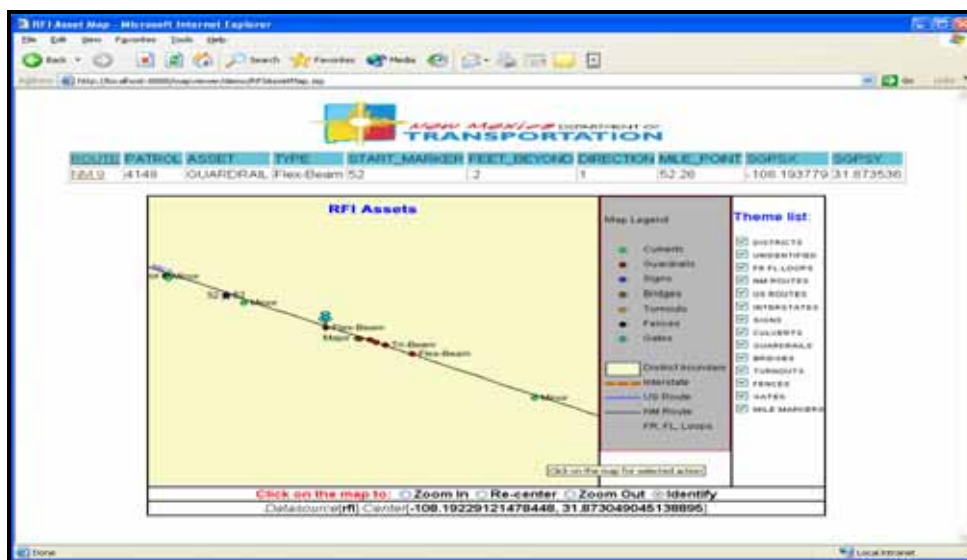 RFI Asset Map - Microsoft Internet Explorer
File Edit View Favorites Tools Help
Back Search Favorites Media
Address Go Links
New Mexico DEPARTMENT OF
TRANSPORTATION
ROUTE PATROL ASSET TYPE START_MARKER FEET_BEYOND DIRECTION MILE_POINT SGPSX SGPSY
NM 9 4148 GUARDRAIL Flex-Beam 52 .2 1 52.26 -108.193779 31.873536
RFI Assets
Minor
52 52
Minor
Flex-Beam
Major Tri-Beam
Flex-Beam
Minor
Map Legend
Culverts
Guardrails
Signs
Bridges
Turnouts
Fences
Gates
District boundary
Interstate
US Route
NM Route
FR, FL, Loops
Theme list:
DISTRICTS
UNIDENTIFIED
FR FL LOOPS
NM ROUTES
US ROUTES
INTERSTATES
SIGNS
CULVERTS
GUARDRAILS
BRIDGES
TURNOUTS
FENCES
GATES
MILE MARKERS
Click on the map for selected action
Click on the map to: Zoom In Re-center Zoom Out Identify
Datasource[rfi] Center[-108.19229121478448, 31.873049045138895]
Done Local intranet